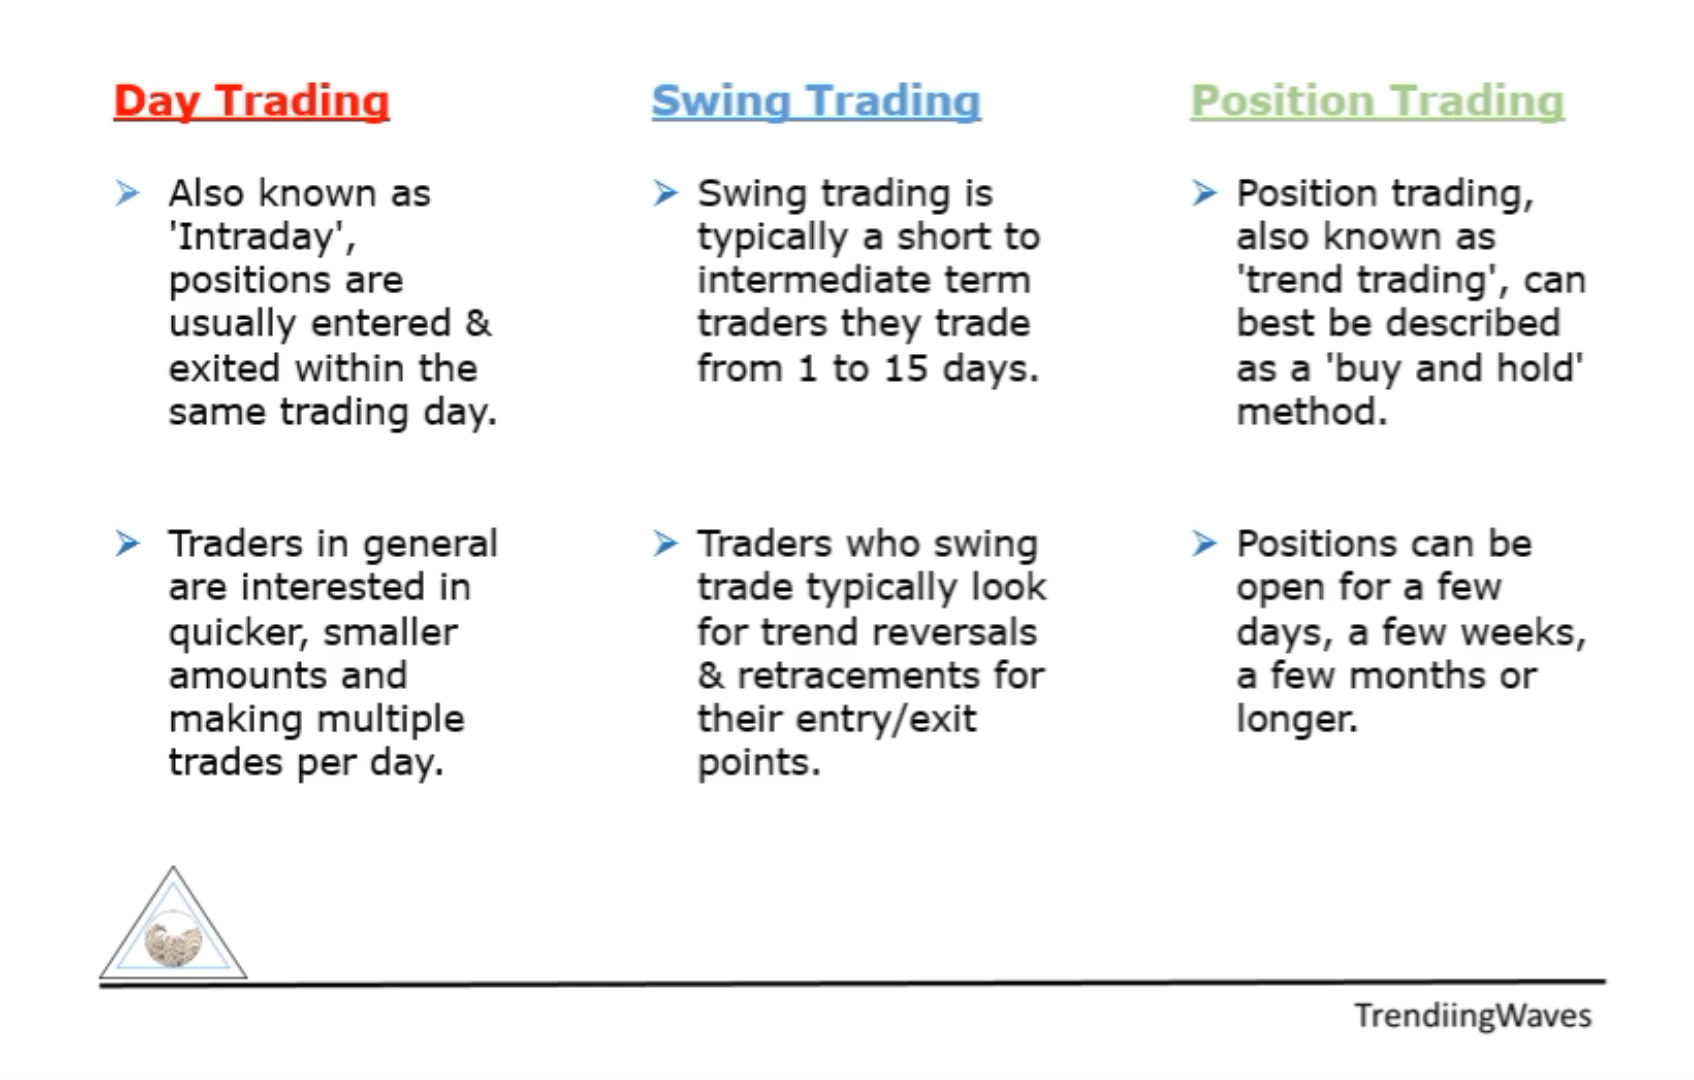 Day Trading
Also known as
'Intraday',
positions are
usually entered &
exited within the
same trading day.
Traders in general
are interested in
quicker, smaller
amounts and
making multiple
trades per day.
Swing Trading
Swing trading is
typically a short to
intermediate term
traders they trade
from 1 to 15 days.
Traders who swing
trade typically look
for trend reversals
& retracements for
their entry/exit
points.
Position Trading
Position trading,
also known as
'trend trading', can
best be described
as a 'buy and hold'
method.
Positions can be
open for a few
days, a few weeks,
a few months or
longer.
TrendiingWaves